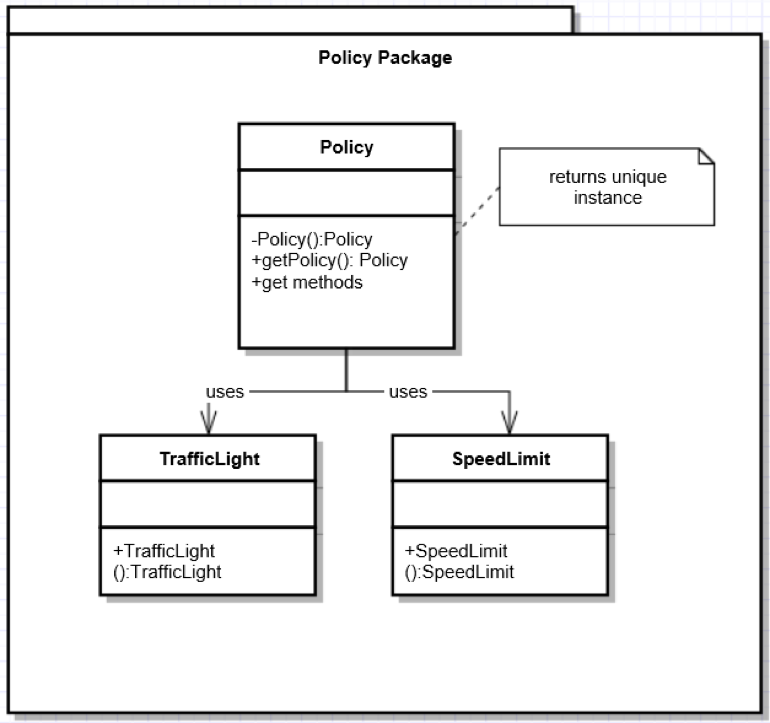 Policy Package
Policy
returns unique
instance
-Policy():Policy
+getPolicy(): Policy
+get methods
uses
uses
TrafficLight
SpeedLimit
+TrafficLight
():TrafficLight
+SpeedLimit
():SpeedLimit